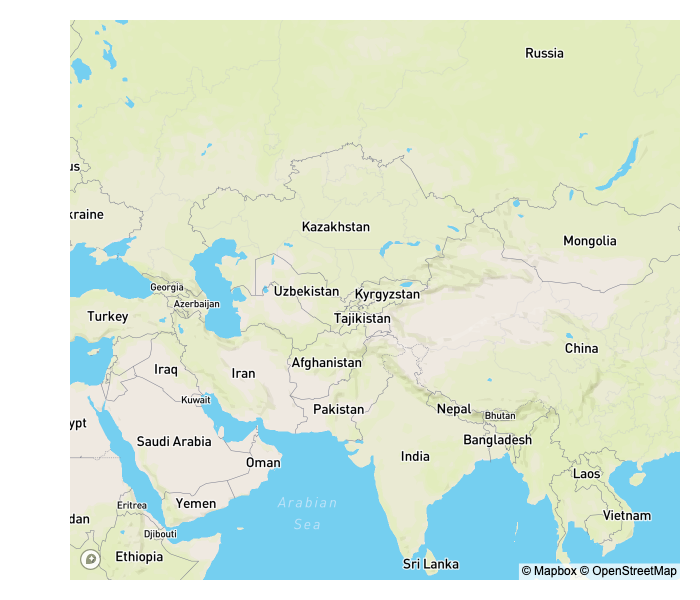 Russia
us
kraine
Kazakhstan
Mongolia
Georgia
Uzbekistan
Kyrgyzstan
Azerbaijan
Turkey
Tajikistan
China
Afghanistan
Iraq
Iran
Kuwait
Pakistan
Nepal
Bhutan
ypt
Saudi Arabia
Bangladesh
India
Oman
Laos
Eritrea
Yemen
Arabian
Sea
Vietnam
dan
Djibouti
Ethiopia
Sri Lanka
© Mapbox © OpenStreetMap